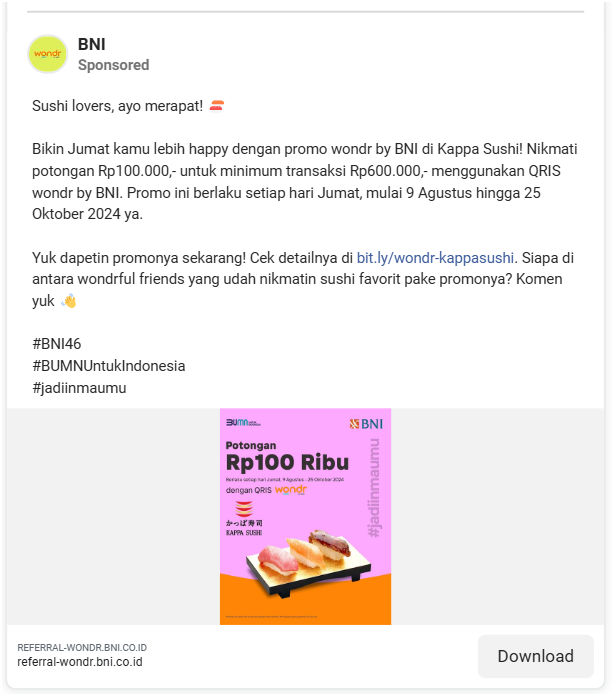 BNI
Sponsored
Sushi lovers, ayo merapat! 🍣
Bikin Jumat kamu lebih happy dengan promo wondr by BNI di Kappa Sushi! Nikmati
potongan Rp100.000,- untuk minimum transaksi Rp600.000,- menggunakan QRIS
wondr by BNI. Promo ini berlaku setiap hari Jumat, mulai 9 Agustus hingga 25
Oktober 2024 ya.
Yuk dapetin promonya sekarang! Cek detailnya di bit.ly/wondr-kappasushi. Siapa di
antara wondrful friends yang udah nikmatin sushi favorit pake promonya? Komen
yuk 👋
#BNI46
#BUMNUntukIndonesia
#jadiinmaumu
wondr
BUMN
BNI
Potongan
Rp100 Ribu
Berlaku setiap hari Jumat, 9 Agustus - 25 Oktober 2024
dengan QRIS wondr
かっぱ寿司
KAPPA SUSHI
#jadiinmaumu
REFERRAL-WONDR.BNI.CO.ID
referral-wondr.bni.co.id
Download